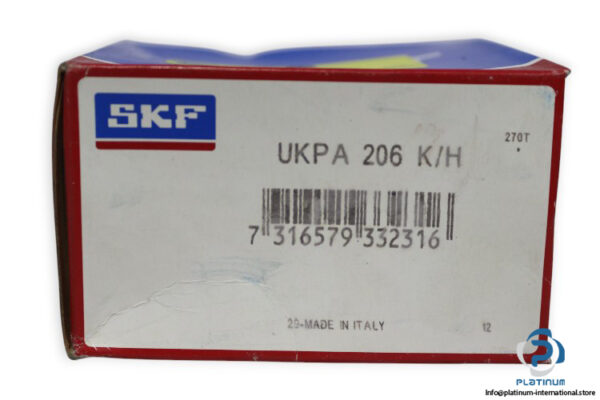 SKF
270T
UKPA 206 K/H
7 316579 332316
29-MADE IN ITALY
12
PLATINUM
Info@platinum-international.store